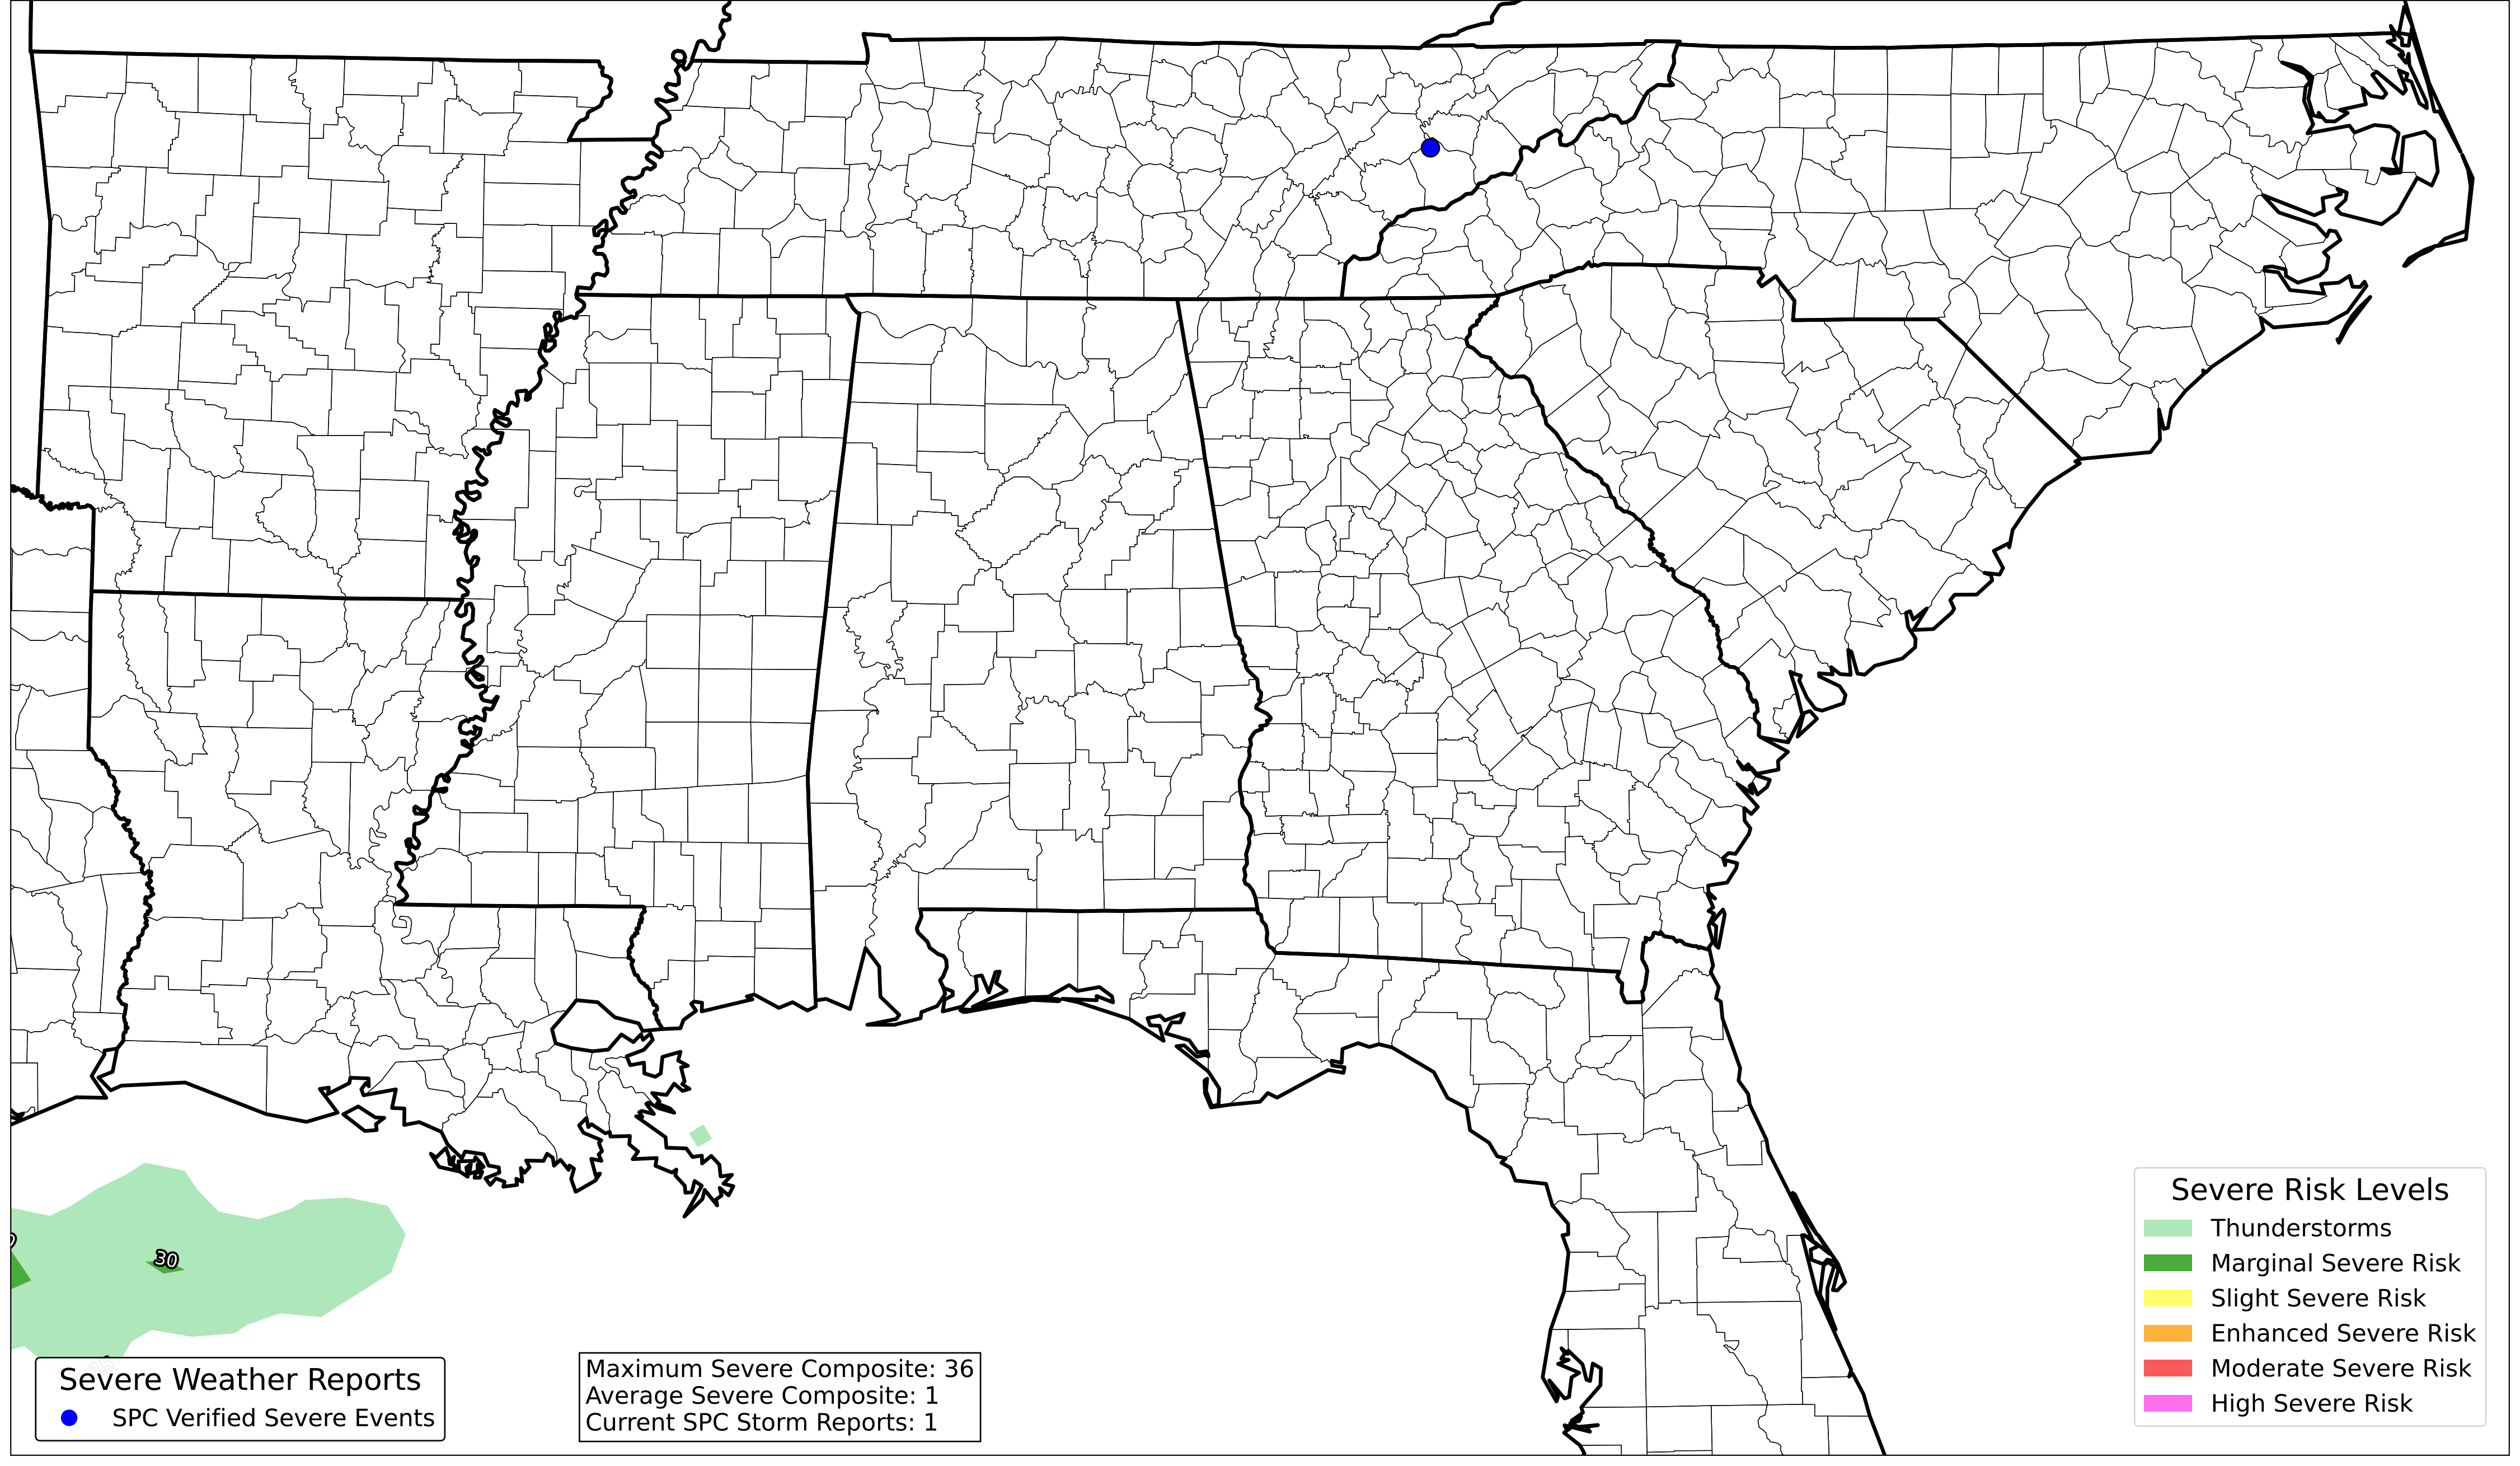 30
Severe Weather Reports
SPC Verified Severe Events
Maximum Severe Composite: 36
Average Severe Composite: 1
Current SPC Storm Reports: 1
Severe Risk Levels
Thunderstorms
Marginal Severe Risk
Slight Severe Risk
Enhanced Severe Risk
Moderate Severe Risk
High Severe Risk